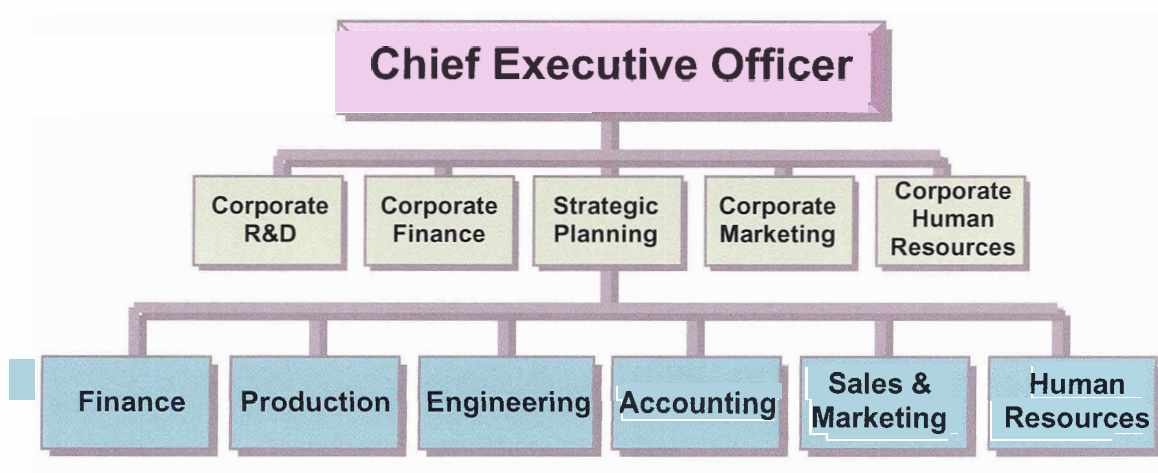 Chief Executive Officer
Corporate
R&D
Corporate
Finance
Strategic
Planning
Corporate
Marketing
Corporate
Human
Resources
Finance
Production
Engineering
Accounting
Sales &
Marketing
Human
Resources